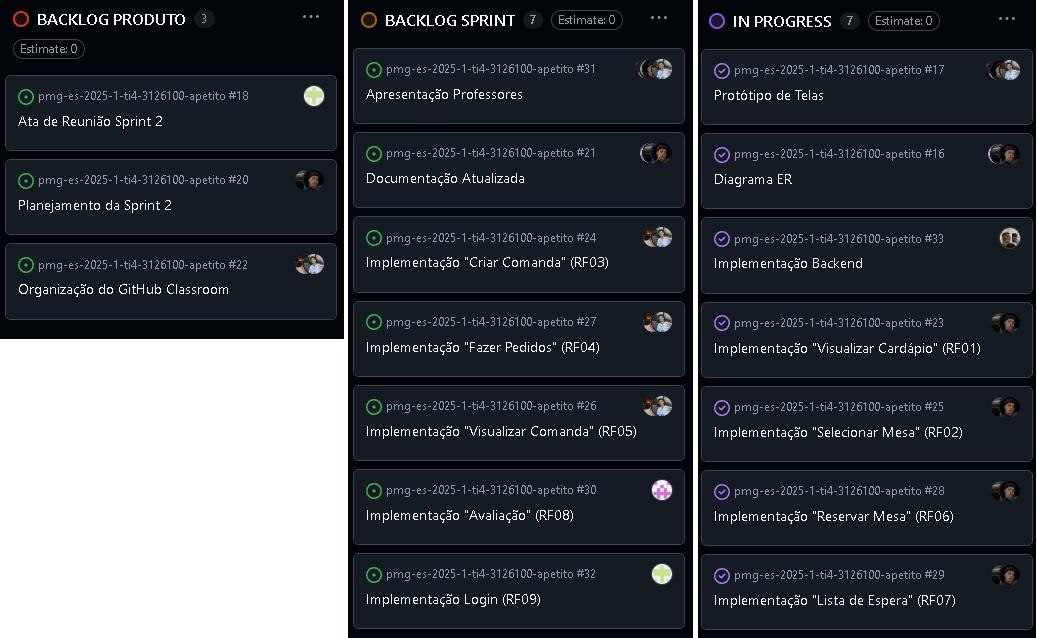 BACKLOG PRODUTO 3
Estimate: 0
pmg-es-2025-1-ti4-3126100-apetito #18
Ata de Reunião Sprint 2
pmg-es-2025-1-ti4-3126100-apetito #20
Planejamento da Sprint 2
pmg-es-2025-1-ti4-3126100-apetito #22
Organização do GitHub Classroom
BACKLOG SPRINT 7 Estimate: 0
pmg-es-2025-1-ti4-3126100-apetito #31
Apresentação Professores
pmg-es-2025-1-ti4-3126100-apetito #21
Documentação Atualizada
pmg-es-2025-1-ti4-3126100-apetito #24
Implementação "Criar Comanda" (RF03)
pmg-es-2025-1-ti4-3126100-apetito #27
Implementação "Fazer Pedidos" (RF04)
pmg-es-2025-1-ti4-3126100-apetito #26
Implementação "Visualizar Comanda" (RF05)
pmg-es-2025-1-ti4-3126100-apetito #30
Implementação "Avaliação" (RF08)
pmg-es-2025-1-ti4-3126100-apetito #32
Implementação Login (RF09)
IN PROGRESS 7 Estimate: 0
pmg-es-2025-1-ti4-3126100-apetito #17
Protótipo de Telas
pmg-es-2025-1-ti4-3126100-apetito #16
Diagrama ER
pmg-es-2025-1-ti4-3126100-apetito #33
Implementação Backend
pmg-es-2025-1-ti4-3126100-apetito #23
Implementação "Visualizar Cardápio" (RF01)
pmg-es-2025-1-ti4-3126100-apetito #25
Implementação "Selecionar Mesa" (RF02)
pmg-es-2025-1-ti4-3126100-apetito #28
Implementação "Reservar Mesa" (RF06)
pmg-es-2025-1-ti4-3126100-apetito #29
Implementação "Lista de Espera" (RF07)